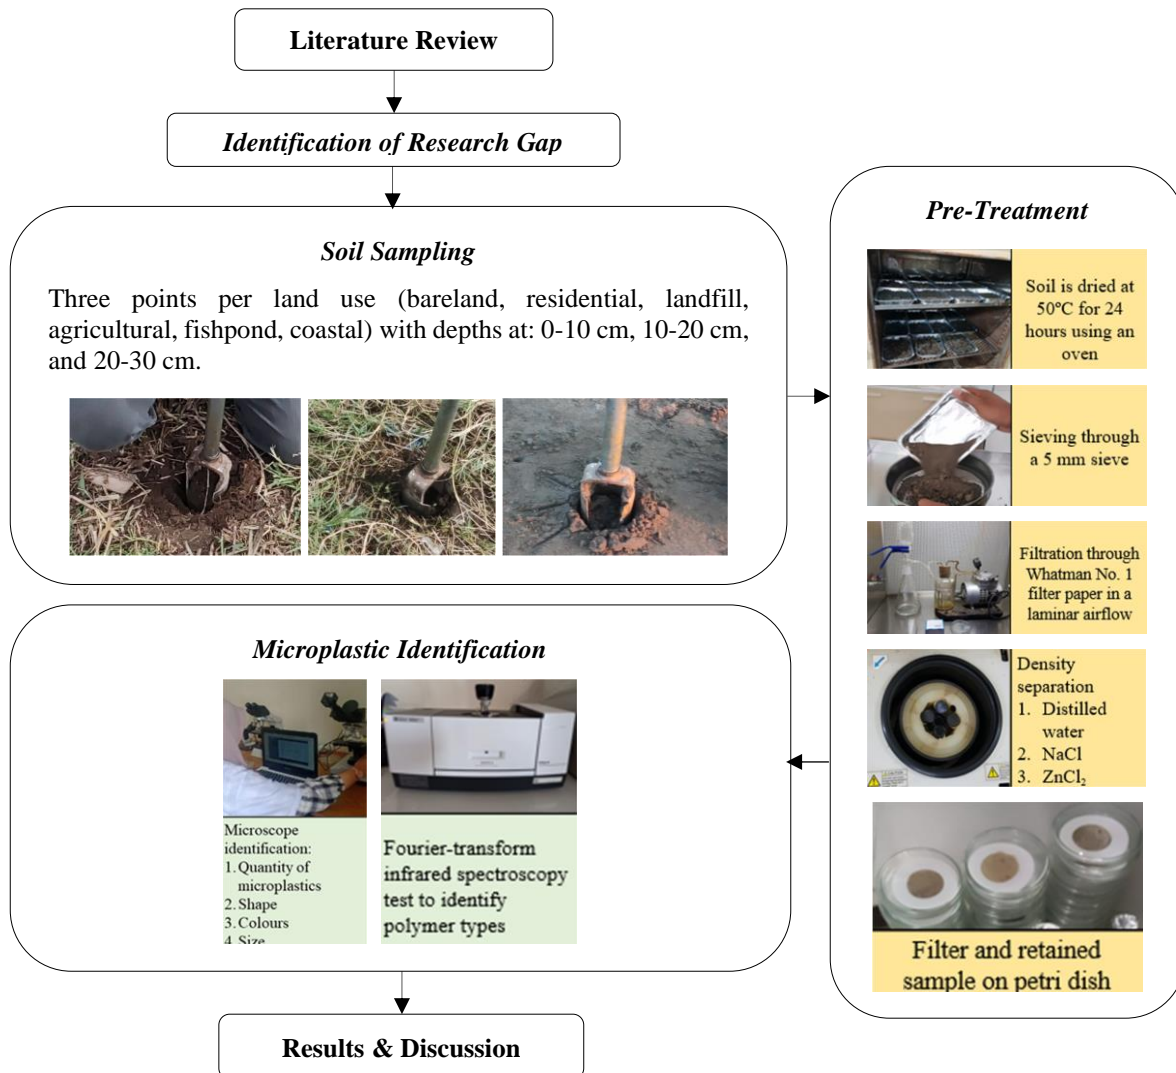 Literature Review
Identification of Research Gap
Soil Sampling
Three points per land use (bareland, residential, landfill,
agricultural, fishpond, coastal) with depths at: 0-10 cm, 10-20 cm,
and 20-30 cm.
Pre-Treatment
Soil is dried at
50ºC for 24
hours using an
oven
Sieving through
a 5 mm sieve
Filtration through
Whatman No. 1
filter paper in a
laminar airflow
Density
separation
1. Distilled
water
2. NaCl
3. ZnCl₂
Filter and retained
sample on petri dish
Microplastic Identification
Microscope
identification:
1. Quantity of
microplastics
2. Shape
3. Colours
4. Size
Fourier-transform
infrared spectroscopy
test to identify
polymer types
Results & Discussion